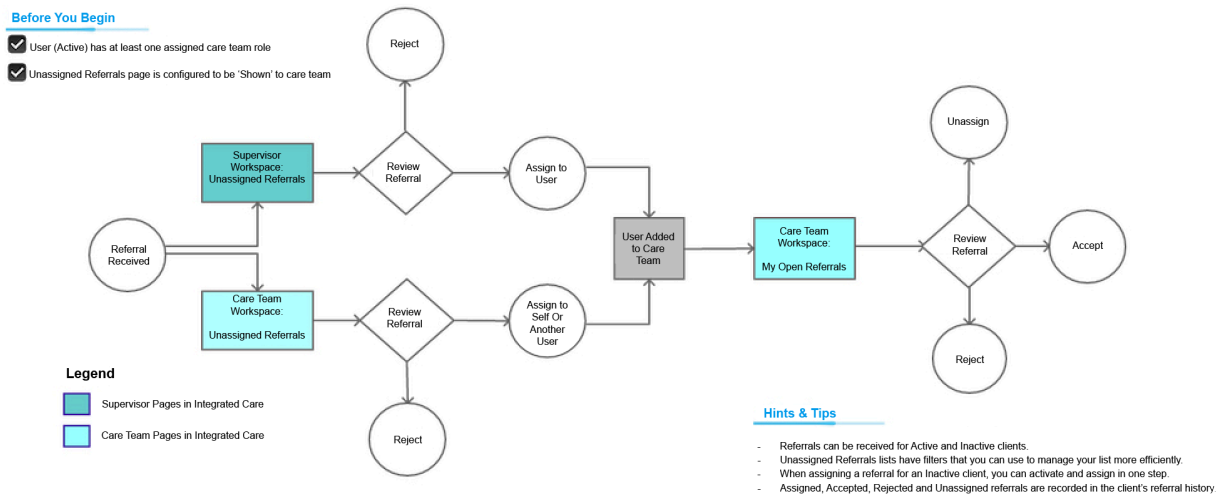 Before You Begin
User (Active) has at least one assigned care team role
Unassigned Referrals page is configured to be 'Shown' to care team
Reject
Supervisor
Workspace:
Unassigned Referrals
Review
Referral
Assign to
User
Referral
Received
Care Team
Workspace:
Unassigned Referrals
Review
Referral
Assign to
Self Or
Another
User
Reject
User Added
to Care
Team
Care Team
Workspace:
My Open Referrals
Unassign
Review
Referral
Accept
Reject
Legend
Supervisor Pages in Integrated Care
Care Team Pages in Integrated Care
Hints & Tips
- Referrals can be received for Active and Inactive clients.
- Unassigned Referrals lists have filters that you can use to manage your list more efficiently.
- When assigning a referral for an Inactive client, you can activate and assign in one step.
- Assigned, Accepted, Rejected and Unassigned referrals are recorded in the client's referral history.